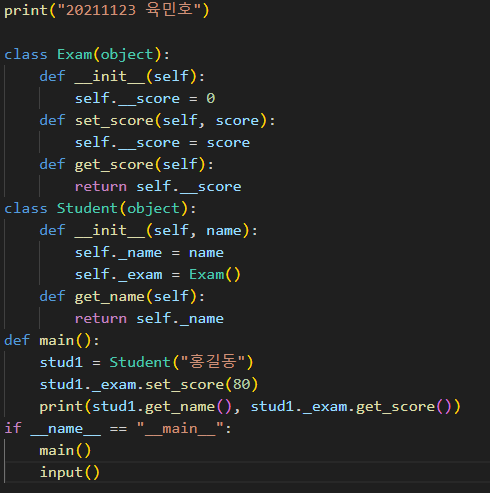 print("20211123 육민호")

class Exam(object):
    def __init__(self):
        self.__score = 0
    def set_score(self, score):
        self.__score = score
    def get_score(self):
        return self.__score
class Student(object):
    def __init__(self, name):
        self._name = name
        self._exam = Exam()
    def get_name(self):
        return self._name
def main():
    stud1 = Student("홍길동")
    stud1._exam.set_score(80)
    print(stud1.get_name(), stud1._exam.get_score())
if __name__ == "__main__":
    main()
    input()